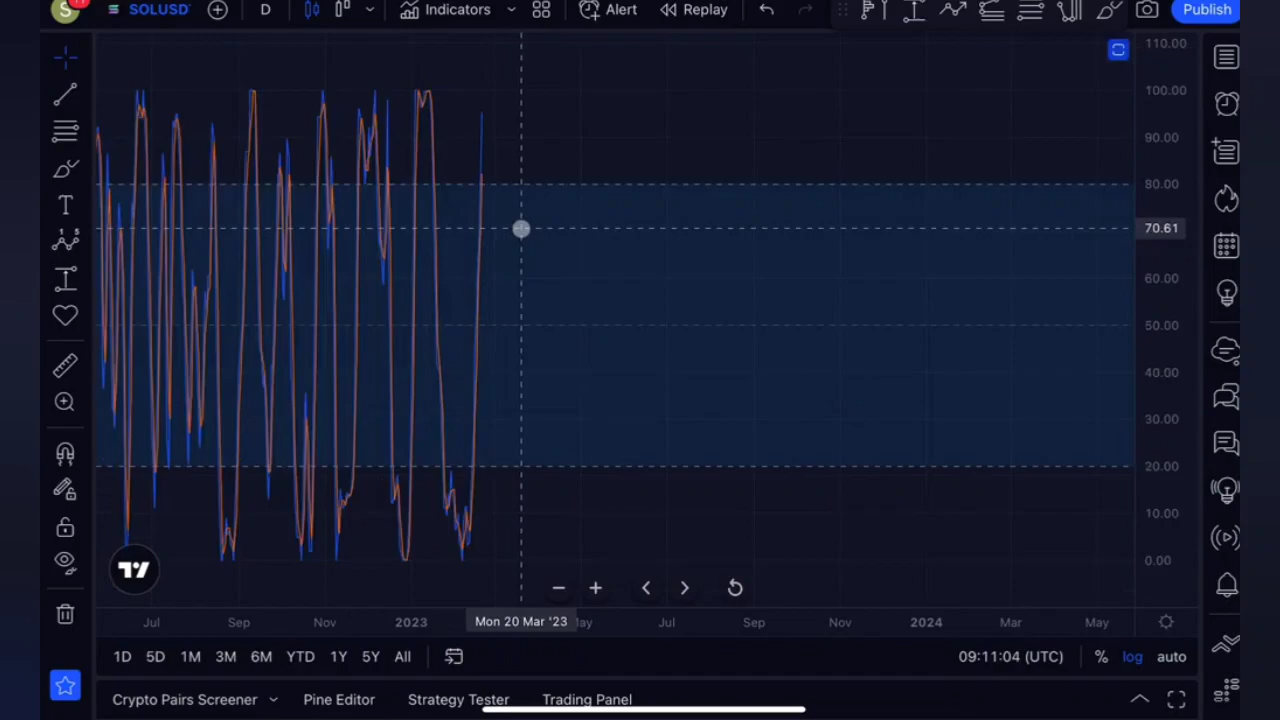 S 11 SOLUSD D Indicators Alert Replay Publish
110.00
100.00
90.00
80.00
70.61
60.00
50.00
40.00
30.00
20.00
10.00
0.00
T
1 5
Jul Sep Nov 2023 Mon 20 Mar '23 Jul Sep Nov 2024 Mar May
1D 5D 1M 3M 6M YTD 1Y 5Y All 09:11:04 (UTC) % log auto
Crypto Pairs Screener Pine Editor Strategy Tester Trading Panel